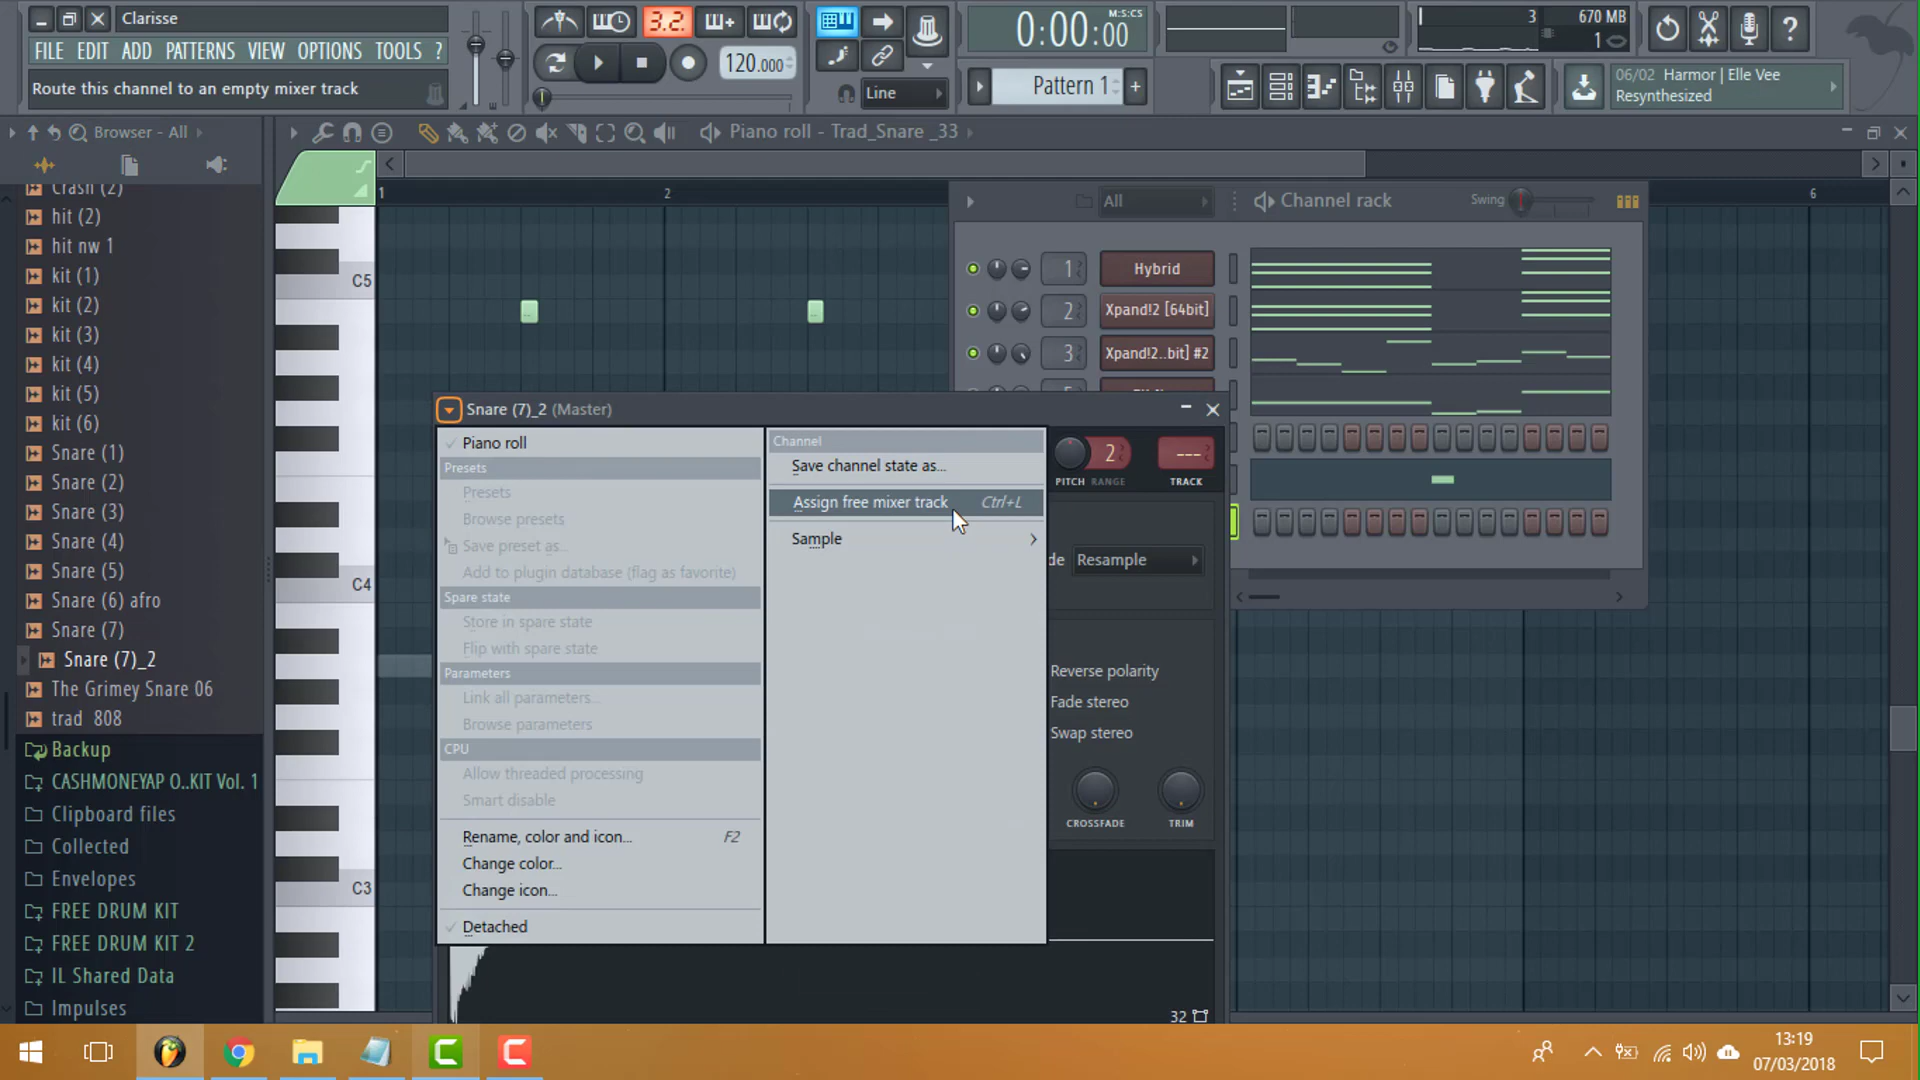 Clarisse
FILE EDIT ADD PATTERNS VIEW OPTIONS TOOLS ?
Route this channel to an empty mixer track
3.2
120.000
Line
0:00:00
M:S:CS
Pattern 1
3
670 MB
1
06/02 Harmor | Elle Vee
Resynthesized
Browser - All
Piano roll - Trad_Snare _33
Crash (2)
hit (2)
hit nw 1
kit (1)
kit (2)
kit (3)
kit (4)
kit (5)
kit (6)
Snare (1)
Snare (2)
Snare (3)
Snare (4)
Snare (5)
Snare (6) afro
Snare (7)
Snare (7)_2
The Grimey Snare 06
trad 808
Backup
CASHMONEYAP O..KIT Vol. 1
Clipboard files
Collected
Envelopes
FREE DRUM KIT
FREE DRUM KIT 2
IL Shared Data
Impulses
1 2 6
C5
C4
C3
All
Channel rack
Swing
1 Hybrid
2 Xpand!2 [64bit]
3 Xpand!2..bit] #2
Snare (7)_2 (Master)
Piano roll
Presets
Presets
Browse presets
Save preset as...
Add to plugin database (flag as favorite)
Spare state
Store in spare state
Flip with spare state
Parameters
Link all parameters...
Browse parameters
CPU
Allow threaded processing
Smart disable
Rename, color and icon... F2
Change color...
Change icon...
Detached
Channel
Save channel state as...
Assign free mixer track Ctrl+L
Sample
2
---
PITCH RANGE TRACK
de Resample
Reverse polarity
Fade stereo
Swap stereo
CROSSFADE TRIM
32
13:19
07/03/2018